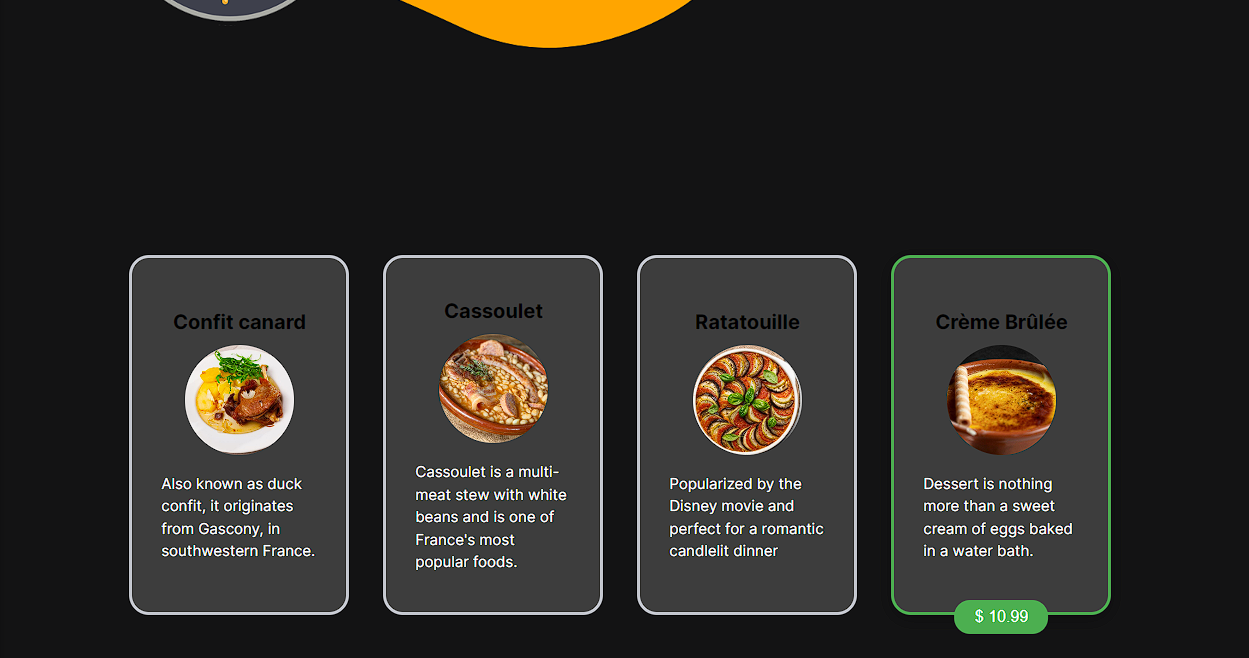 Confit canard
Also known as duck
confit, it originates
from Gascony, in
southwestern France.
Cassoulet
Cassoulet is a multi-
meat stew with white
beans and is one of
France's most
popular foods.
Ratatouille
Popularized by the
Disney movie and
perfect for a romantic
candlelit dinner
Crème Brûlée
Dessert is nothing
more than a sweet
cream of eggs baked
in a water bath.
$ 10.99